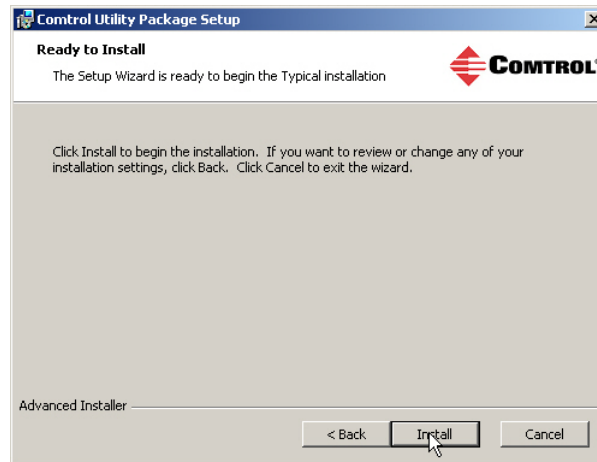 Comtrol Utility Package Setup
Ready to Install
The Setup Wizard is ready to begin the Typical installation
COMTROL
Click Install to begin the installation. If you want to review or change any of your
installation settings, click Back. Click Cancel to exit the wizard.
Advanced Installer
< Back
Install
Cancel